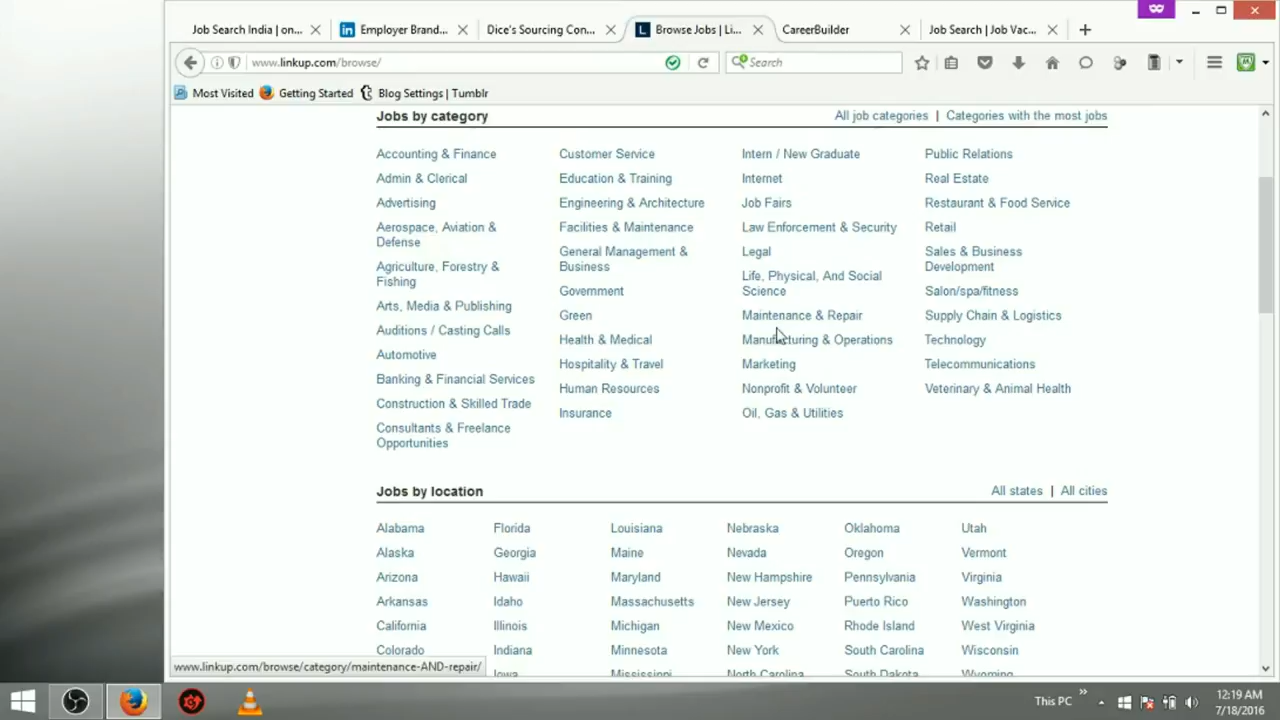 Job Search India | on...
Employer Brand...
Dice's Sourcing Con...
Browse Jobs | Li...
CareerBuilder
Job Search | Job Vac...
www.linkup.com/browse/
Search
Most Visited
Getting Started
Blog Settings | Tumblr
Jobs by category
All job categories | Categories with the most jobs
Accounting & Finance
Admin & Clerical
Advertising
Aerospace, Aviation &
Defense
Agriculture, Forestry &
Fishing
Arts, Media & Publishing
Auditions / Casting Calls
Automotive
Banking & Financial Services
Construction & Skilled Trade
Consultants & Freelance
Opportunities
Customer Service
Education & Training
Engineering & Architecture
Facilities & Maintenance
General Management &
Business
Government
Green
Health & Medical
Hospitality & Travel
Human Resources
Insurance
Intern / New Graduate
Internet
Job Fairs
Law Enforcement & Security
Legal
Life, Physical, And Social
Science
Maintenance & Repair
Manufacturing & Operations
Marketing
Nonprofit & Volunteer
Oil, Gas & Utilities
Public Relations
Real Estate
Restaurant & Food Service
Retail
Sales & Business
Development
Salon/spa/fitness
Supply Chain & Logistics
Technology
Telecommunications
Veterinary & Animal Health
Jobs by location
All states | All cities
Alabama
Alaska
Arizona
Arkansas
California
Colorado
Florida
Georgia
Hawaii
Idaho
Illinois
Indiana
Iowa
Louisiana
Maine
Maryland
Massachusetts
Michigan
Minnesota
Mississippi
Nebraska
Nevada
New Hampshire
New Jersey
New Mexico
New York
North Carolina
Oklahoma
Oregon
Pennsylvania
Puerto Rico
Rhode Island
South Carolina
South Dakota
Utah
Vermont
Virginia
Washington
West Virginia
Wisconsin
Wyoming
www.linkup.com/browse/category/maintenance-AND-repair/
This PC
12:19 AM
7/18/2016